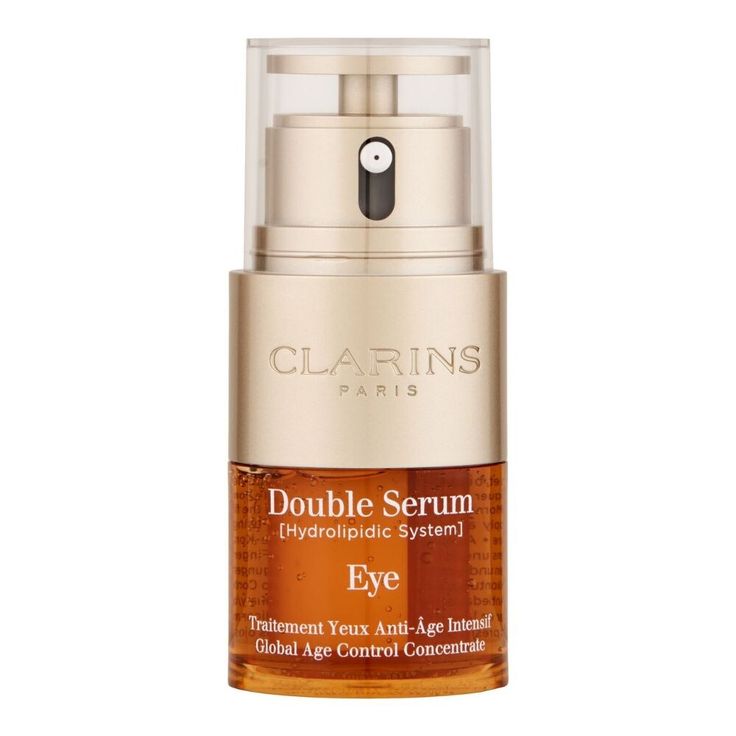 CLARINS
PARIS
Double Serum
[Hydrolipidic System]
Eye
Traitement Yeux Anti-Âge Intensif
Global Age Control Concentrate